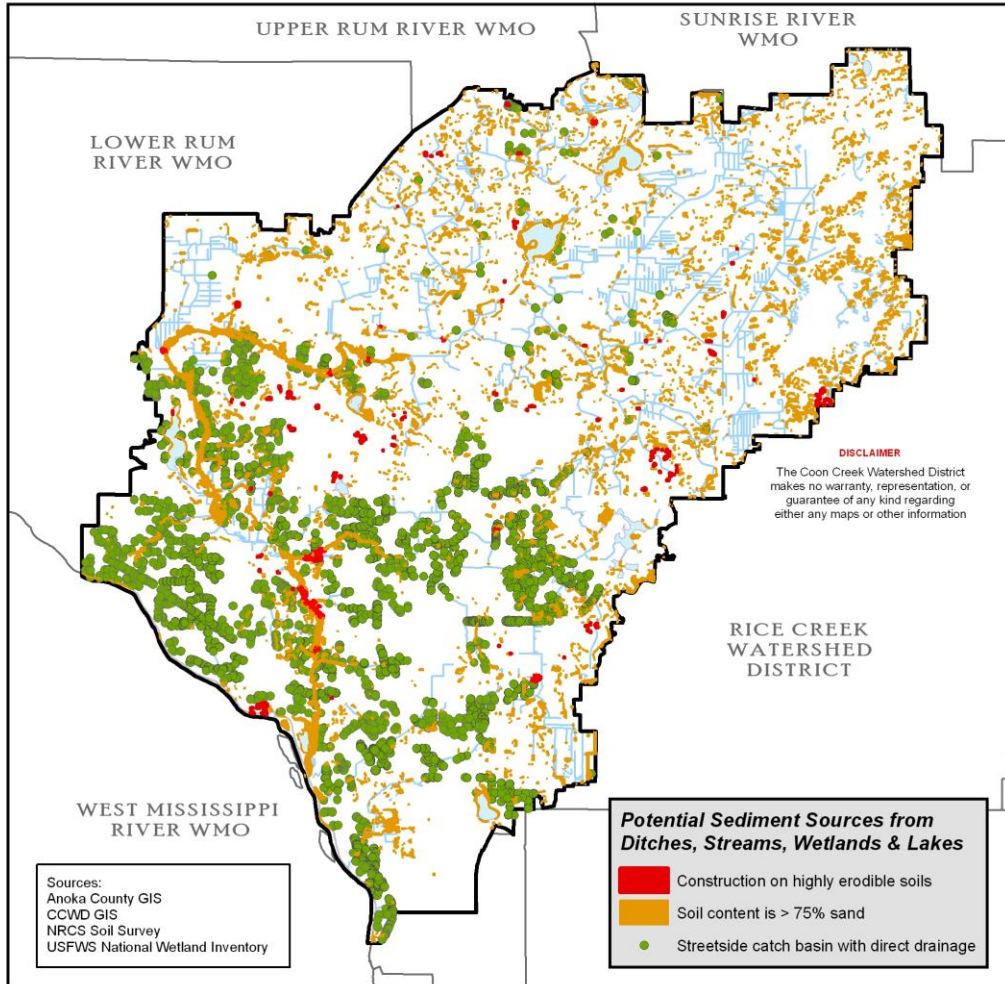 UPPER RUM RIVER WMO
SUNRISE RIVER
WMO
LOWER RUM
RIVER WMO
DISCLAIMER
The Coon Creek Watershed District
makes no warranty, representation, or
guarantee of any kind regarding
either any maps or other information
RICE CREEK
WATERSHED
DISTRICT
WEST MISSISSIPPI
RIVER WMO
Sources:
Anoka County GIS
CCWD GIS
NRCS Soil Survey
USFWS National Wetland Inventory
Potential Sediment Sources from
Ditches, Streams, Wetlands & Lakes
Construction on highly erodible soils
Soil content is > 75% sand
Streetside catch basin with direct drainage